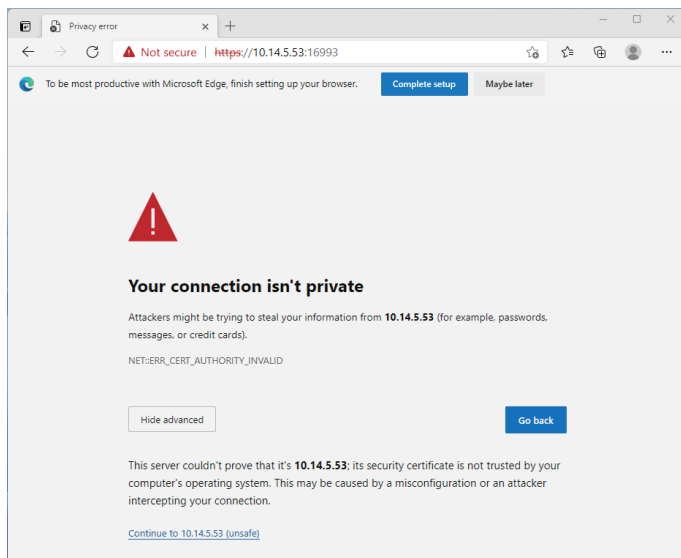 Privacy error
Not secure | https://10.14.5.53:16993
To be most productive with Microsoft Edge, finish setting up your browser. Complete setup Maybe later
Your connection isn't private
Attackers might be trying to steal your information from 10.14.5.53 (for example, passwords,
messages, or credit cards).
NET::ERR_CERT_AUTHORITY_INVALID
Hide advanced Go back
This server couldn't prove that it's 10.14.5.53; its security certificate is not trusted by your
computer's operating system. This may be caused by a misconfiguration or an attacker
intercepting your connection.
Continue to 10.14.5.53 (unsafe)